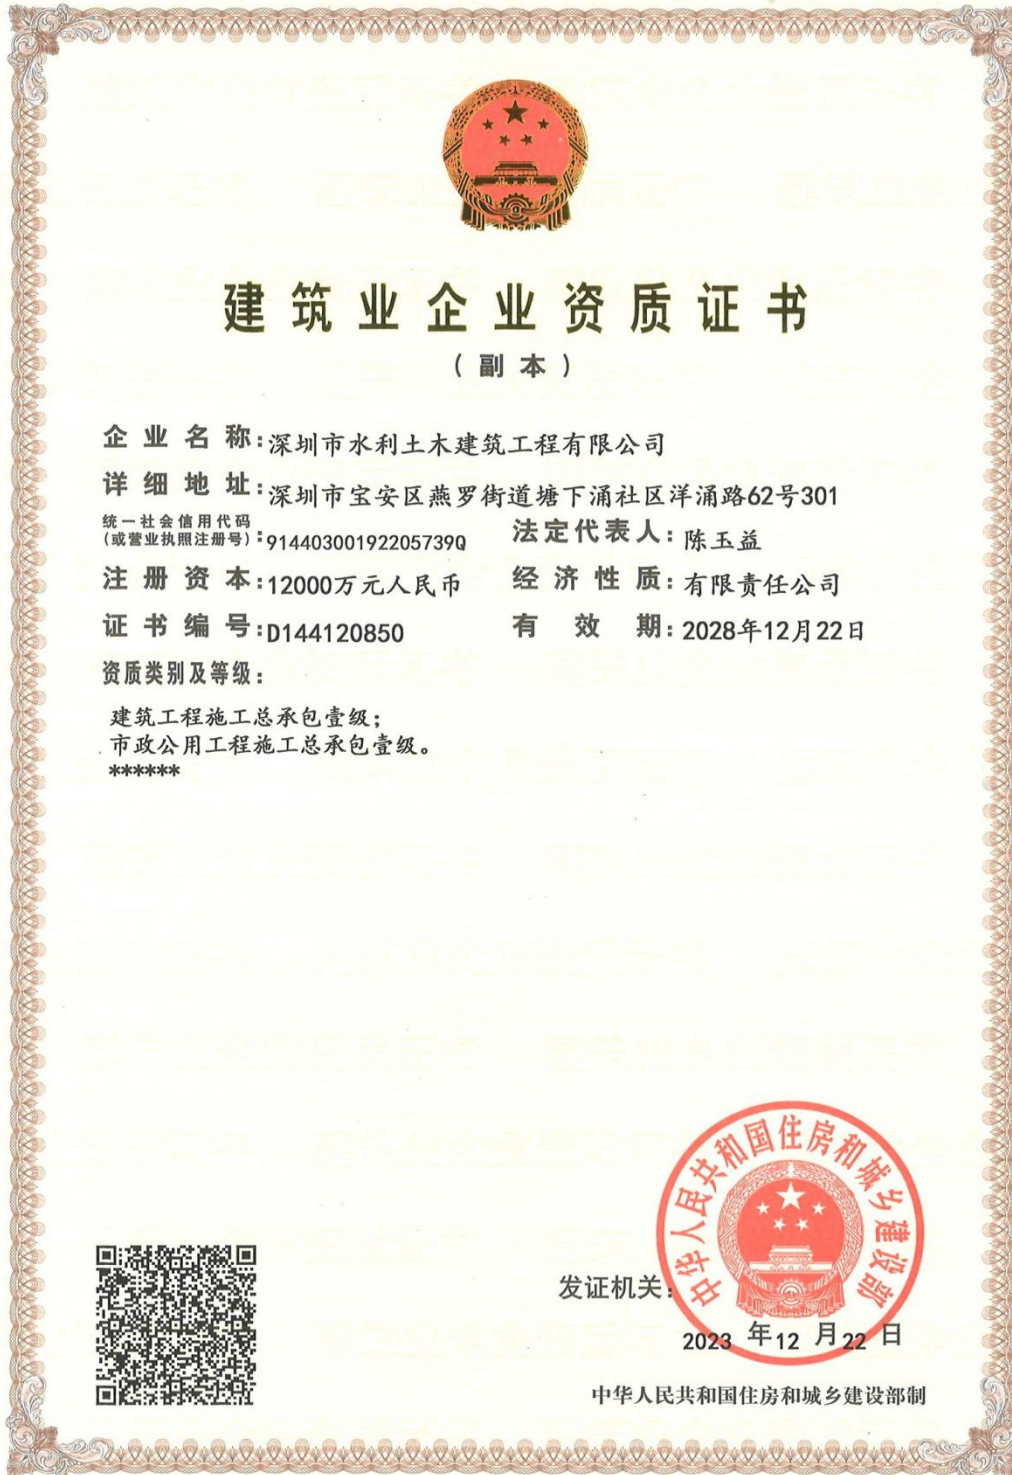 建筑业企业资质证书
（副本）
企业名称：深圳市水利土木建筑工程有限公司
详细地址：深圳市宝安区燕罗街道塘下涌社区洋涌路62号301
统一社会信用代码
（或营业执照注册号）：91440300192205739Q 法定代表人：陈玉益
注册资本：12000万元人民币 经济性质：有限责任公司
证书编号：D144120850 有效期：2028年12月22日
资质类别及等级：
建筑工程施工总承包壹级；
市政公用工程施工总承包壹级。
******
中华人民共和国住房和城乡建设部
发证机关：
2023 年12 月22 日
中华人民共和国住房和城乡建设部制